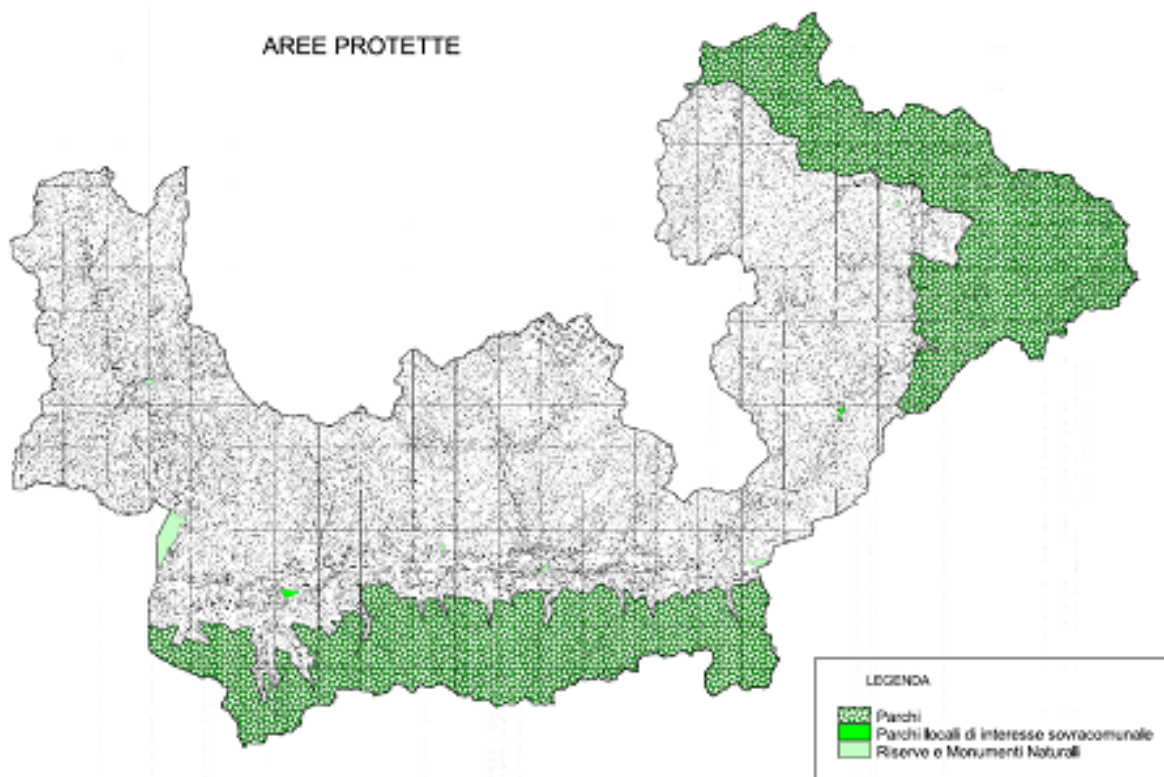 AREE PROTETTE
LEGENDA
Parchi
Parchi locali di interesse sovracomunale
Riserve e Monumenti Naturali